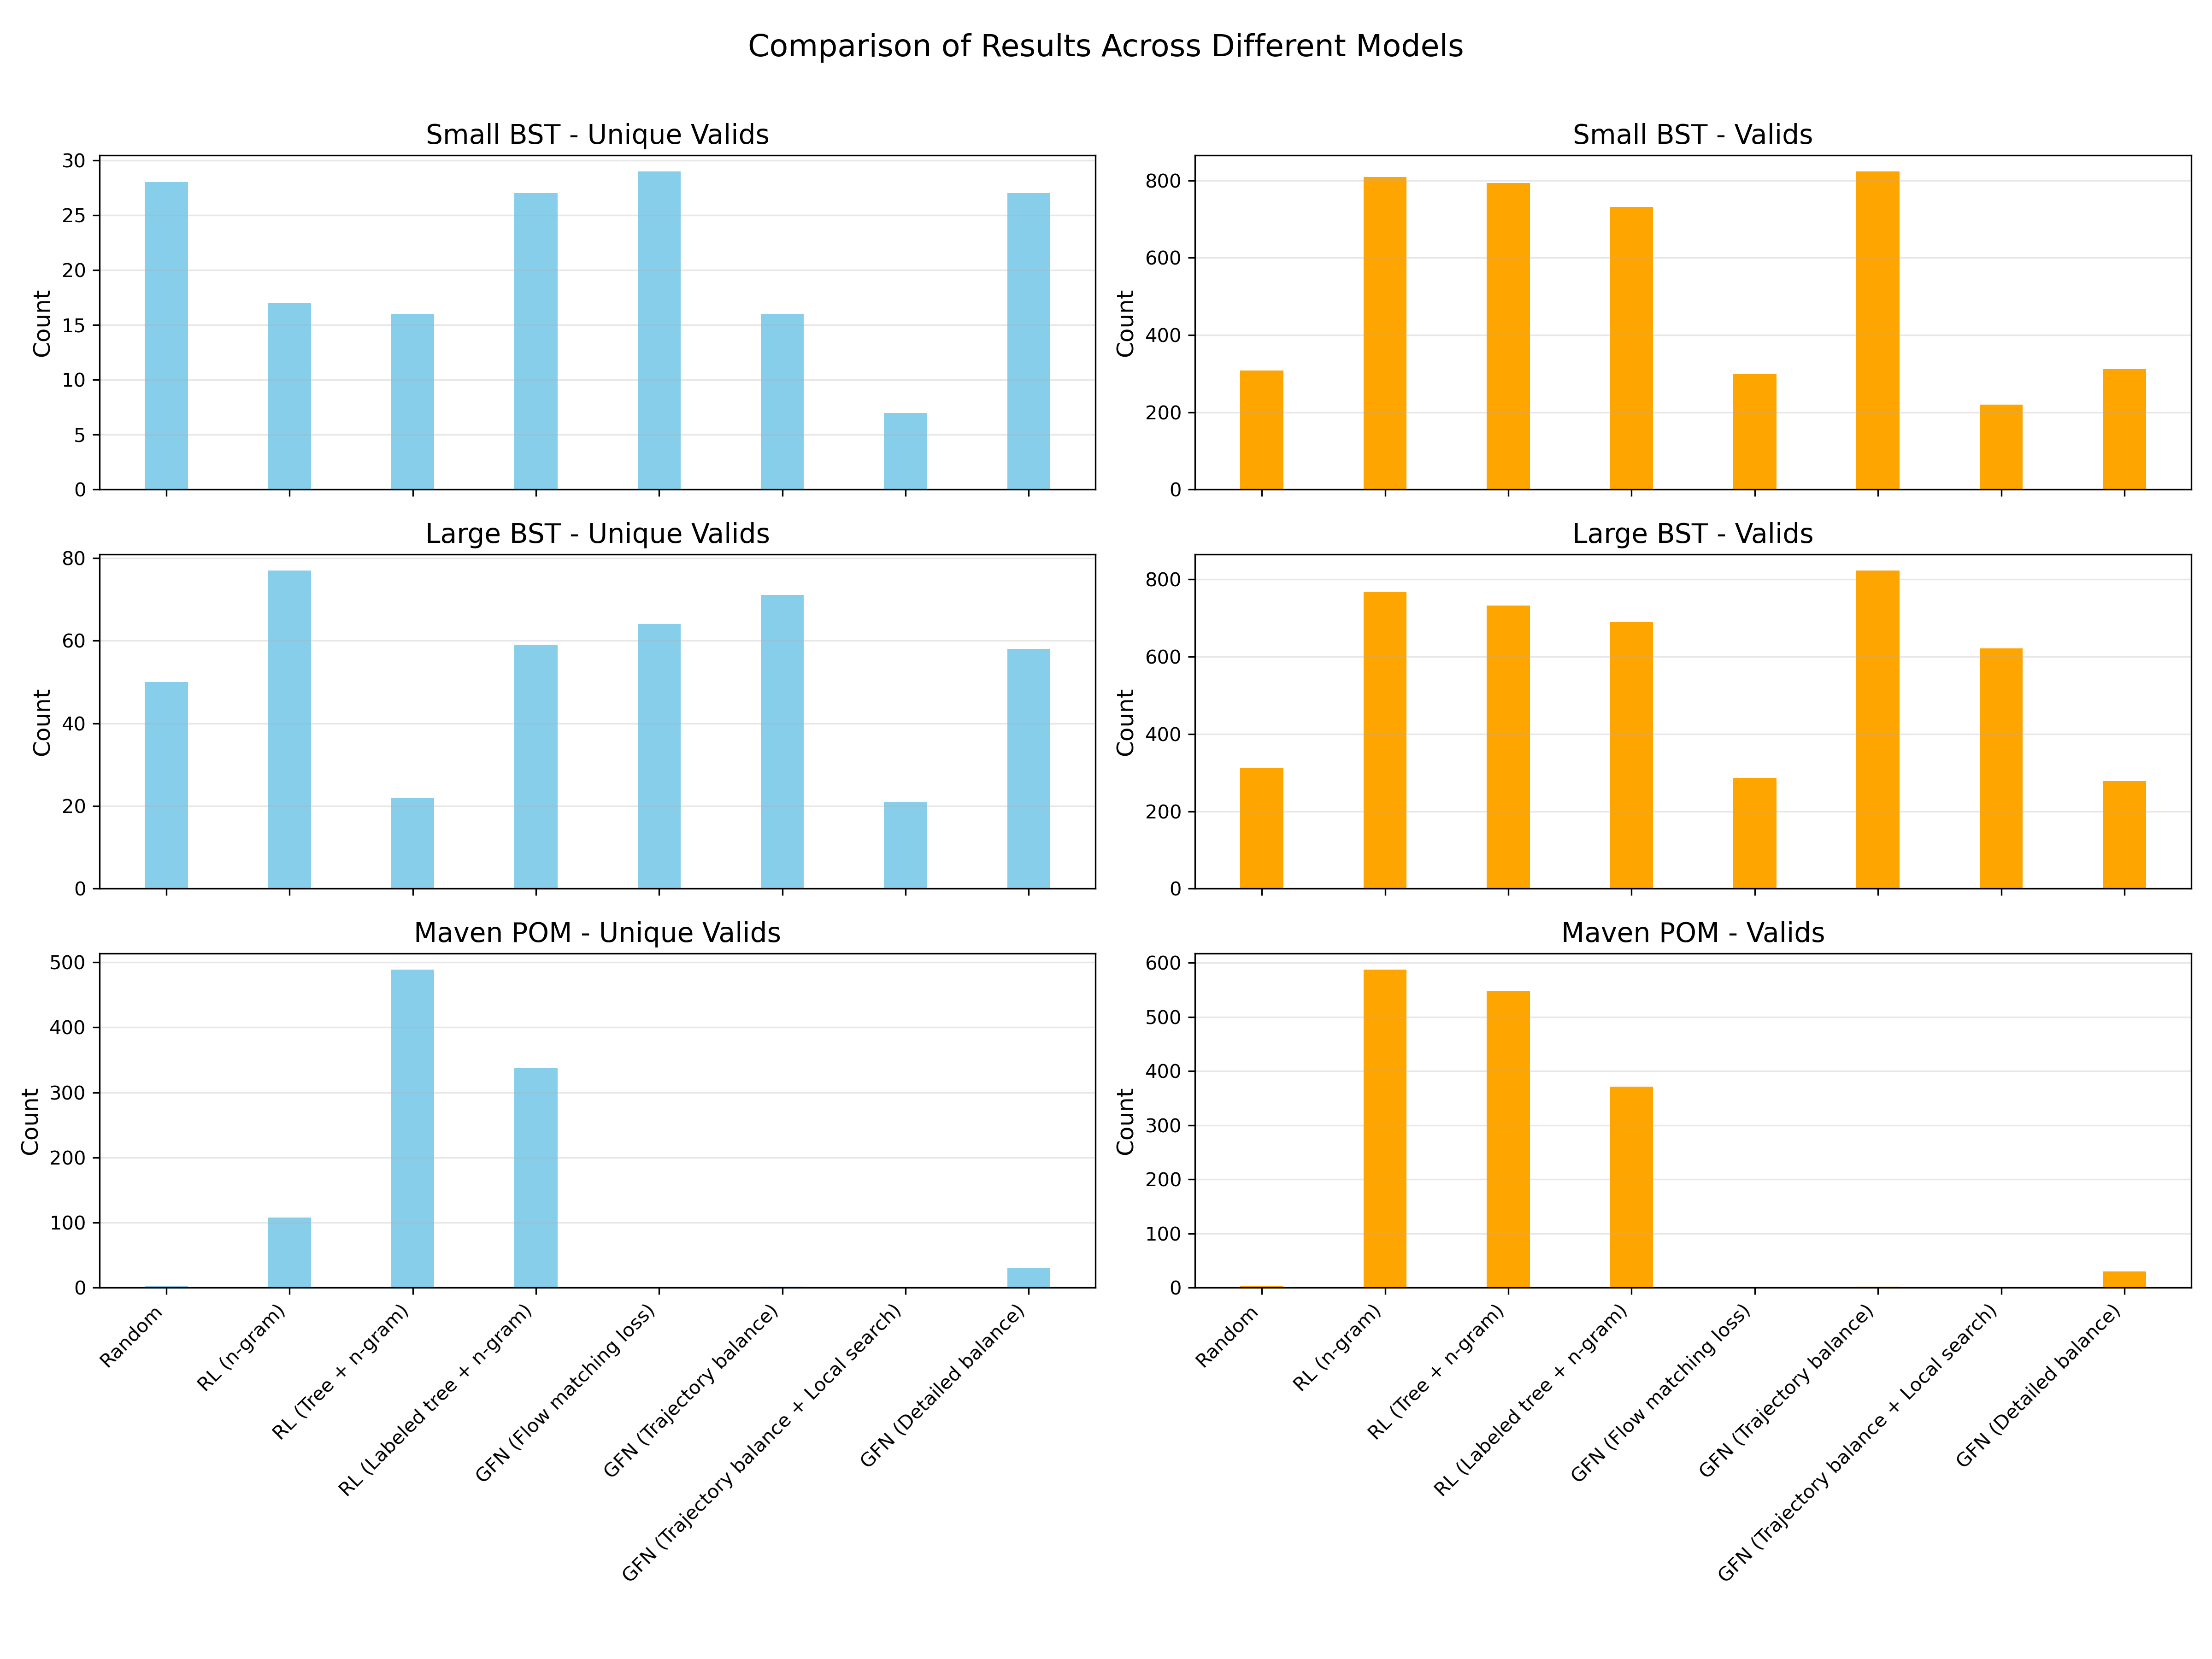 Comparison of Results Across Different Models
Small BST - Unique Valids
Count
30
25
20
15
10
5
0
Small BST - Valids
Count
800
600
400
200
0
Large BST - Unique Valids
Count
80
60
40
20
0
Large BST - Valids
Count
800
600
400
200
0
Maven POM - Unique Valids
Count
500
400
300
200
100
0
Random
RL (n-gram)
RL (Tree + n-gram)
RL (Labeled tree + n-gram)
GFN (Flow matching loss)
GFN (Trajectory balance)
GFN (Trajectory balance + Local search)
GFN (Detailed balance)
Maven POM - Valids
Count
600
500
400
300
200
100
0
Random
RL (n-gram)
RL (Tree + n-gram)
RL (Labeled tree + n-gram)
GFN (Flow matching loss)
GFN (Trajectory balance)
GFN (Trajectory balance + Local search)
GFN (Detailed balance)